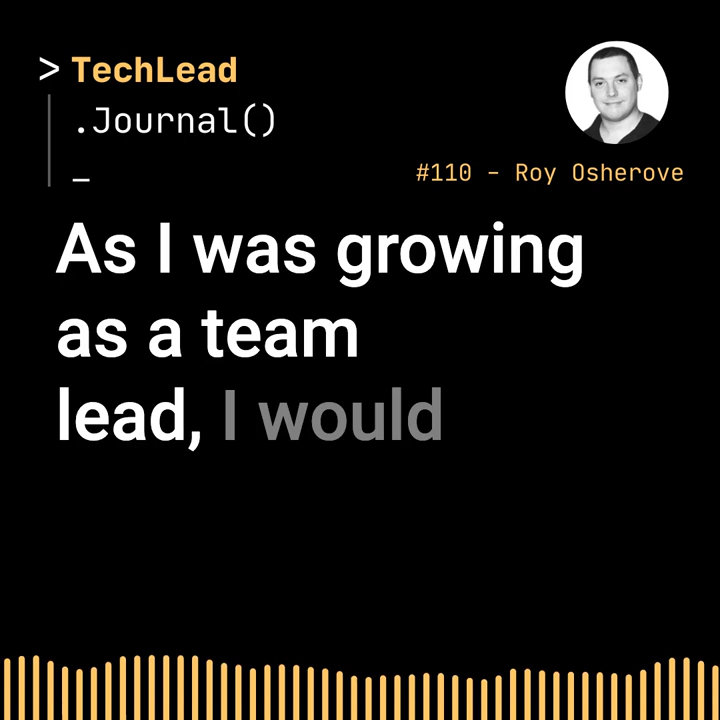 > TechLead
.Journal()
_
#110 - Roy Osherove
As I was growing
as a team
lead, I would